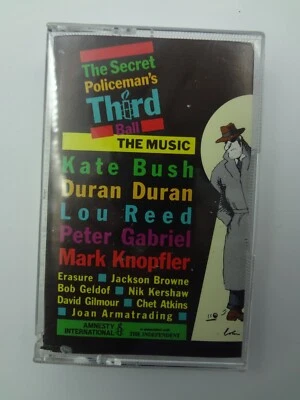 The Secret
Policeman's
Third
Ball
THE MUSIC
Kate Bush
Duran Duran
Lou Reed
Peter Gabriel
Mark Knopfler
Erasure ■ Jackson Browne
Bob Geldof ■ Nik Kershaw
David Gilmour ■ Chet Atkins
■ Joan Armatrading ■
AMNESTY
INTERNATIONAL
THE INDEPENDENT